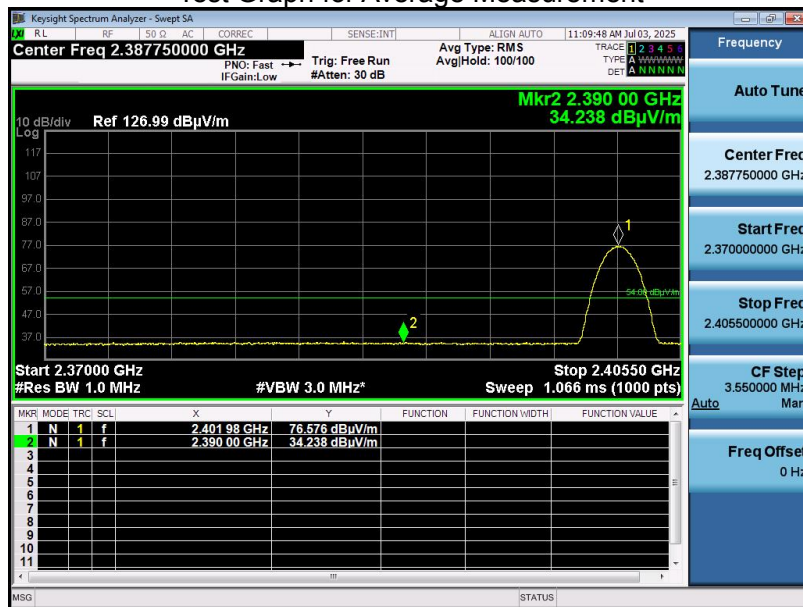 Test Graph for Average Measurement
Keysight Spectrum Analyzer - Swept SA
RL RF 50 Ω AC CORREC SENSE:INT ALIGN AUTO 11:09:48 AM Jul 03, 2025
Center Freq 2.387750000 GHz
PNO: Fast
IFGain:Low
Trig: Free Run
#Atten: 30 dB
Avg Type: RMS
Avg|Hold: 100/100
TRACE 1 2 3 4 5 6
TYPE A WWWWW
DET A N N N N N
Frequency
Auto Tune
Center Freq
2.387750000 GHz
Start Freq
2.370000000 GHz
Stop Freq
2.405500000 GHz
CF Step
3.550000 MHz
Auto Man
Freq Offset
0 Hz
Mkr2 2.390 00 GHz
34.238 dBµV/m
10 dB/div Ref 126.99 dBµV/m
Log
117
107
97.0
87.0
77.0
67.0
57.0
47.0
37.0
1
54.00 dBµV/m
2
Start 2.37000 GHz Stop 2.40550 GHz
#Res BW 1.0 MHz #VBW 3.0 MHz* Sweep 1.066 ms (1000 pts)
MKR MODE TRC SCL X Y FUNCTION FUNCTION WIDTH FUNCTION VALUE
1 N 1 f 2.401 98 GHz 76.576 dBµV/m
2 N 1 f 2.390 00 GHz 34.238 dBµV/m
3
4
5
6
7
8
9
10
11
MSG STATUS